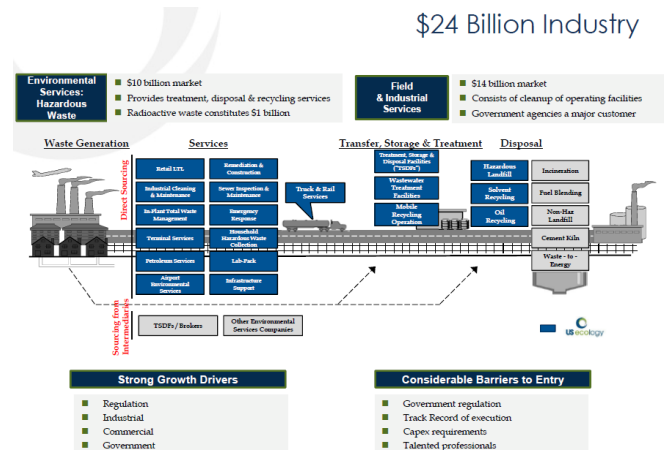 $24 Billion Industry
Environmental
Services:
Hazardous
Waste
$10 billion market
Provides treatment, disposal & recycling services
Radioactive waste constitutes $1 billion
Field
& Industrial
Services
$14 billion market
Consists of cleanup of operating facilities
Government agencies a major customer
Waste Generation
Services
Transfer, Storage & Treatment
Disposal
Direct Sourcing
Retail LTL
Industrial Cleaning
& Maintenance
In-Plant Total Waste
Management
Terminal Services
Petroleum Services
Airport
Environmental
Services
Remediation &
Construction
Sewer Inspection &
Maintenance
Emergency
Response
Household
Hazardous Waste
Collection
Lab-Pack
Infrastructure
Support
Truck & Rail
Services
Treatment, Storage &
Disposal Facilities
("TSDFs")
Wastewater
Treatment
Facilities
Mobile
Recycling
Operation
Hazardous
Landfill
Solvent
Recycling
Oil
Recycling
Incineration
Fuel Blending
Non-Haz
Landfill
Cement Kiln
Waste - to -
Energy
Sourcing from
Intermediaries
TSDFs / Brokers
Other Environmental
Services Companies
US ecology
Strong Growth Drivers
Regulation
Industrial
Commercial
Government
Considerable Barriers to Entry
Government regulation
Track Record of execution
Capex requirements
Talented professionals